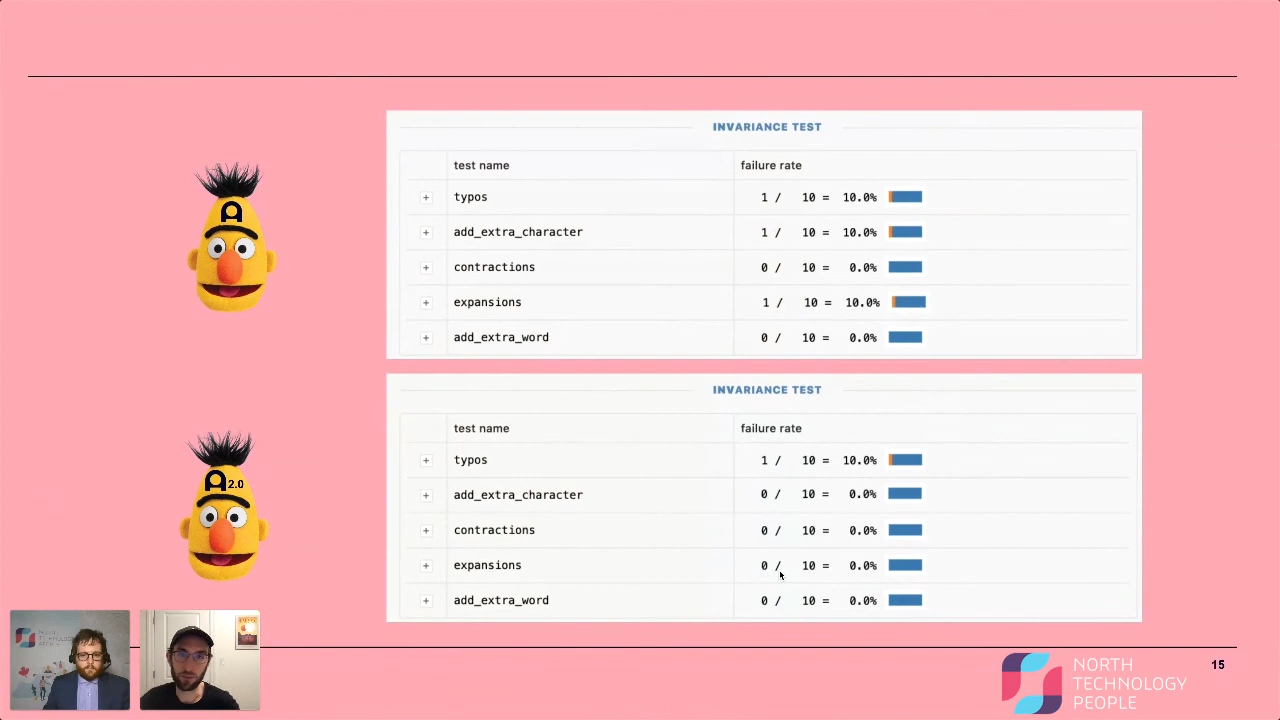 INVARIANCE TEST
test name failure rate
+ typos 1 / 10 = 10.0%
+ add_extra_character 1 / 10 = 10.0%
+ contractions 0 / 10 = 0.0%
+ expansions 1 / 10 = 10.0%
+ add_extra_word 0 / 10 = 0.0%
A
INVARIANCE TEST
test name failure rate
+ typos 1 / 10 = 10.0%
+ add_extra_character 0 / 10 = 0.0%
+ contractions 0 / 10 = 0.0%
+ expansions 0 / 10 = 0.0%
+ add_extra_word 0 / 10 = 0.0%
A 2.0
NORTH
TECHNOLOGY
PEOPLE
15